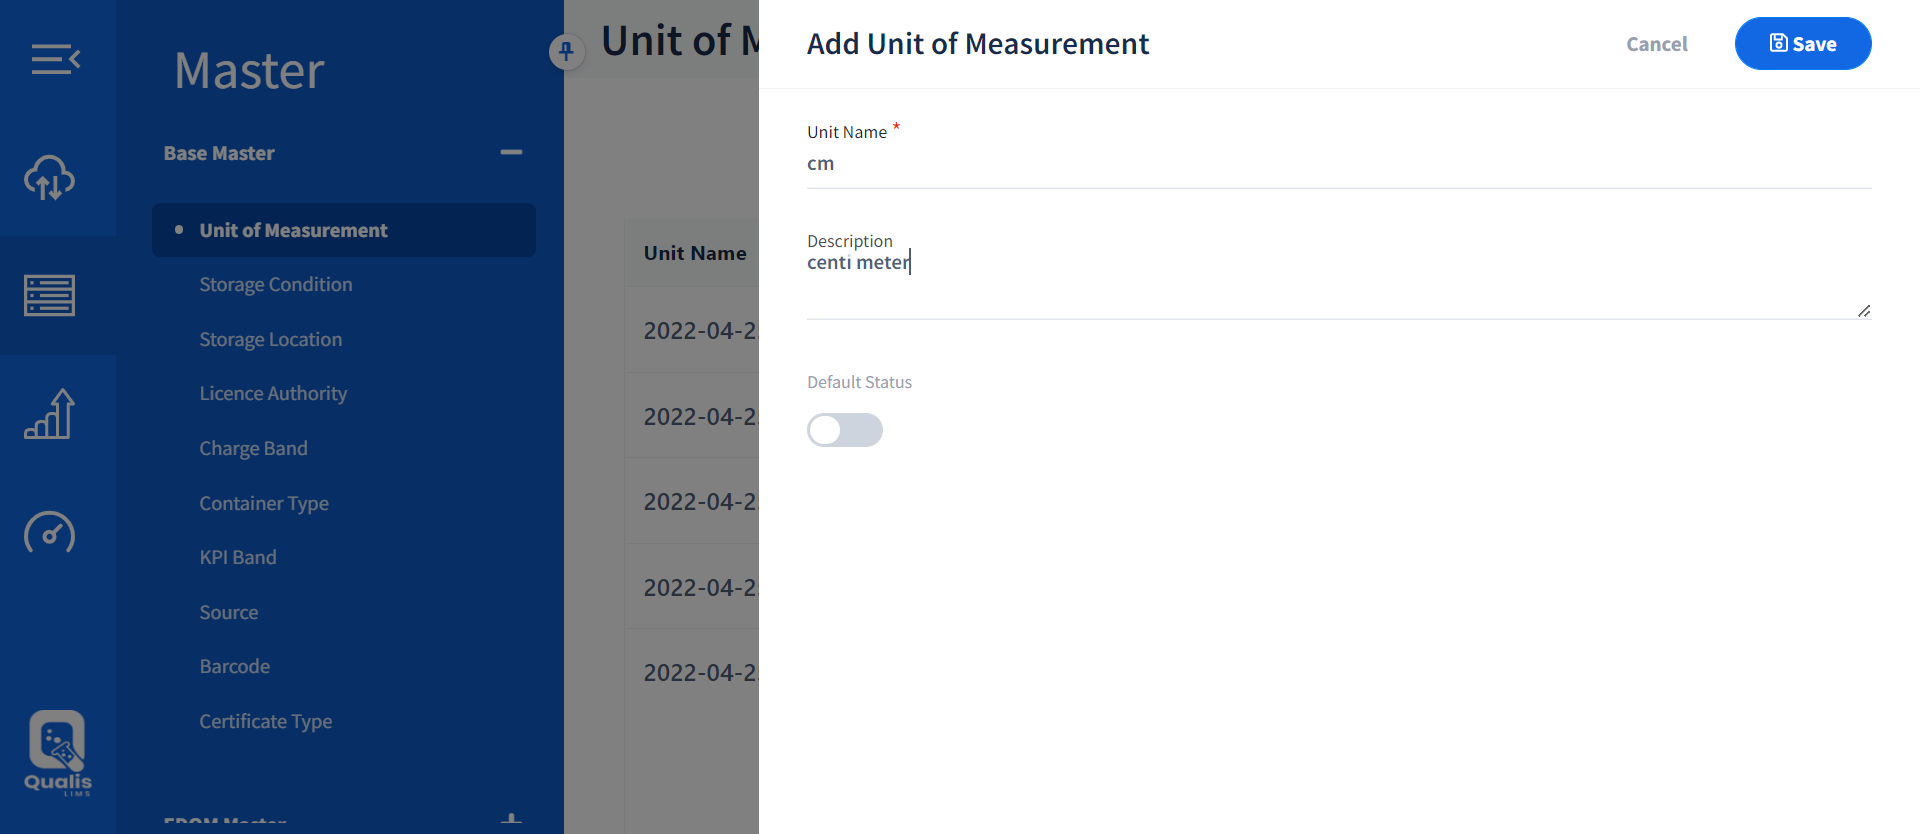 Master
Base Master
Unit of Measurement
Storage Condition
Storage Location
Licence Authority
Charge Band
Container Type
KPI Band
Source
Barcode
Certificate Type
Qualis
LIMS
Unit of M
Unit Name
2022-04-2
2022-04-2
2022-04-2
2022-04-2
2022-04-2
Add Unit of Measurement
Cancel
Save
Unit Name *
cm
Description
centi meter
Default Status